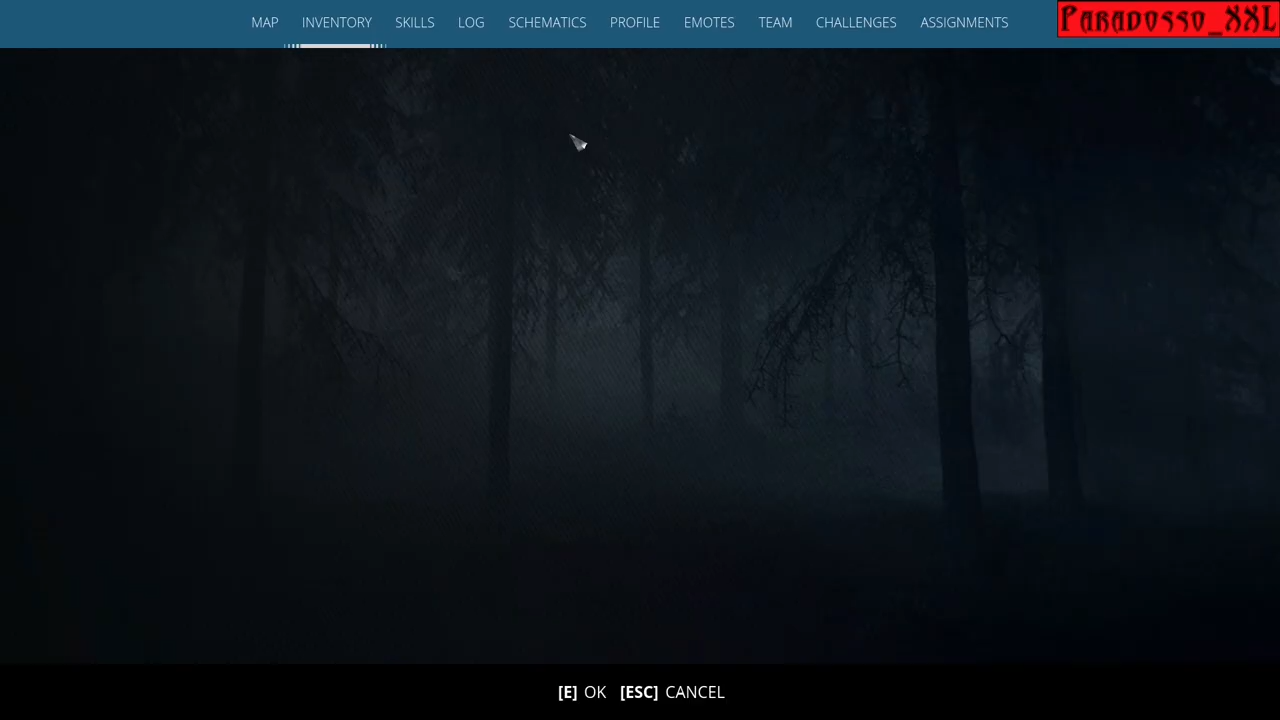 MAP INVENTORY SKILLS LOG SCHEMATICS PROFILE EMOTES TEAM CHALLENGES ASSIGNMENTS Paradosso_XXL
[E] OK [ESC] CANCEL